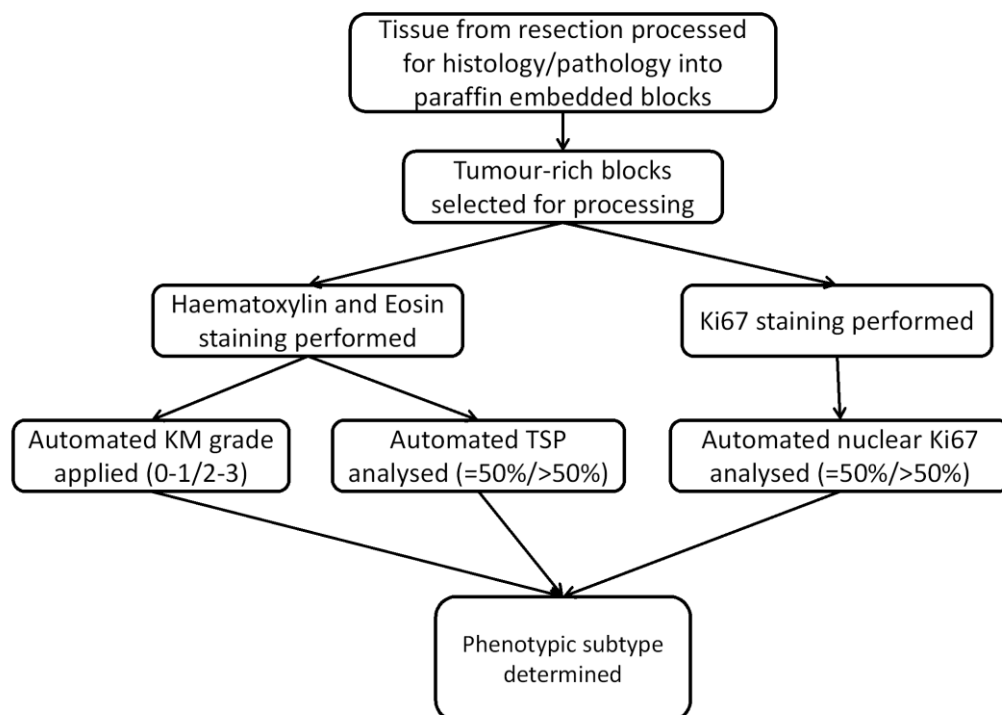 Tissue from resection processed
for histology/pathology into
paraffin embedded blocks
Tumour-rich blocks
selected for processing
Haematoxylin and Eosin
staining performed
Ki67 staining performed
Automated KM grade
applied (0-1/2-3)
Automated TSP
analysed (=50%/>50%)
Automated nuclear Ki67
analysed (=50%/>50%)
Phenotypic subtype
determined